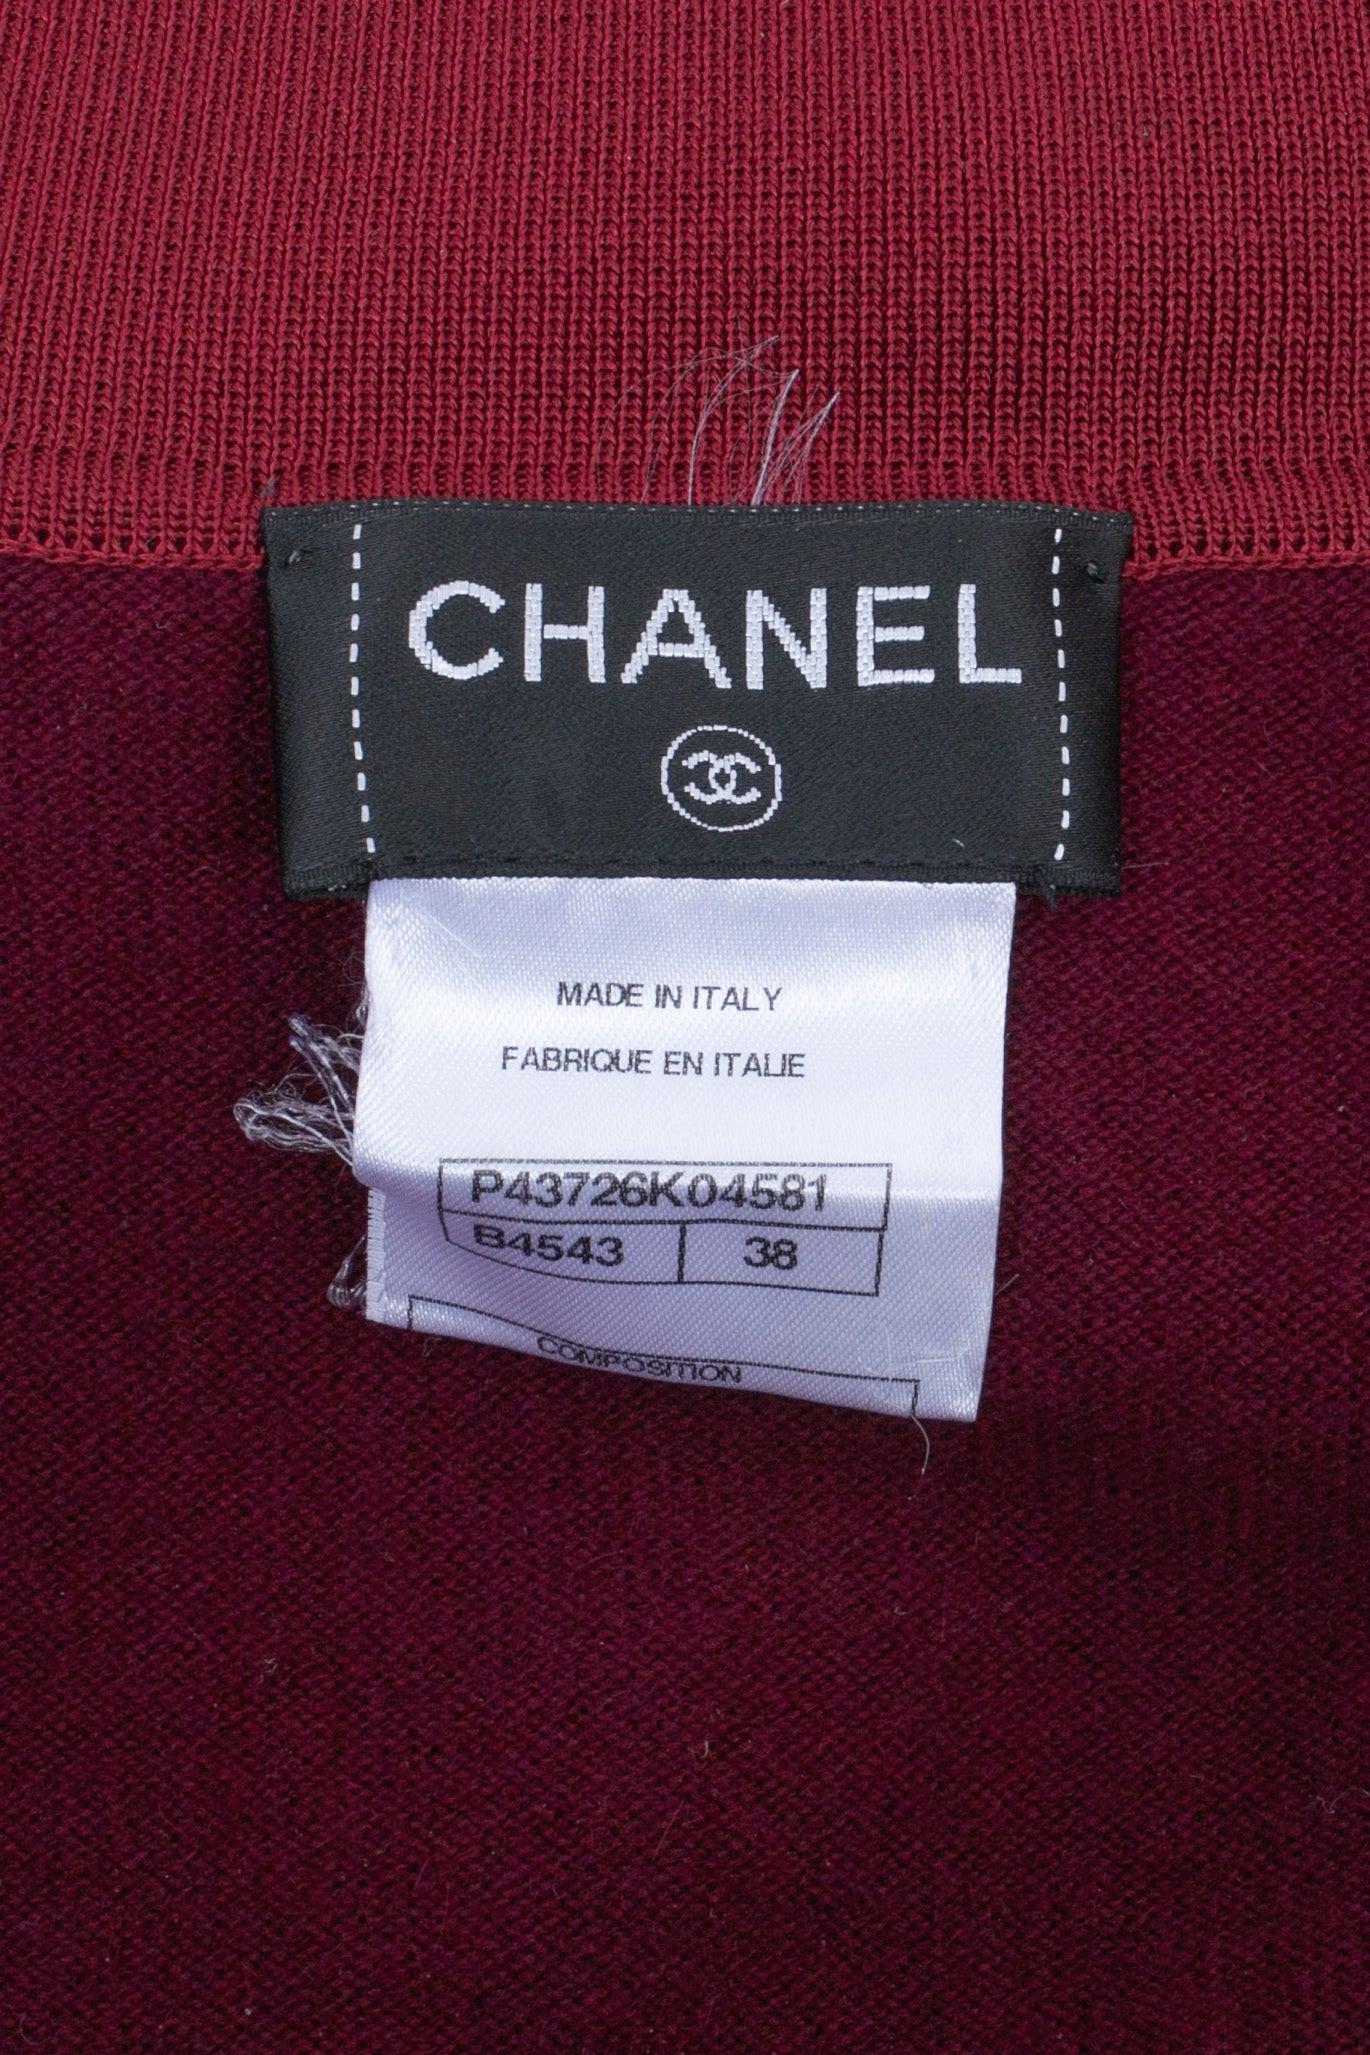 CHANEL
MADE IN ITALY
FABRIQUE EN ITALIE
P43726K04581
B4543 38
COMPOSITION